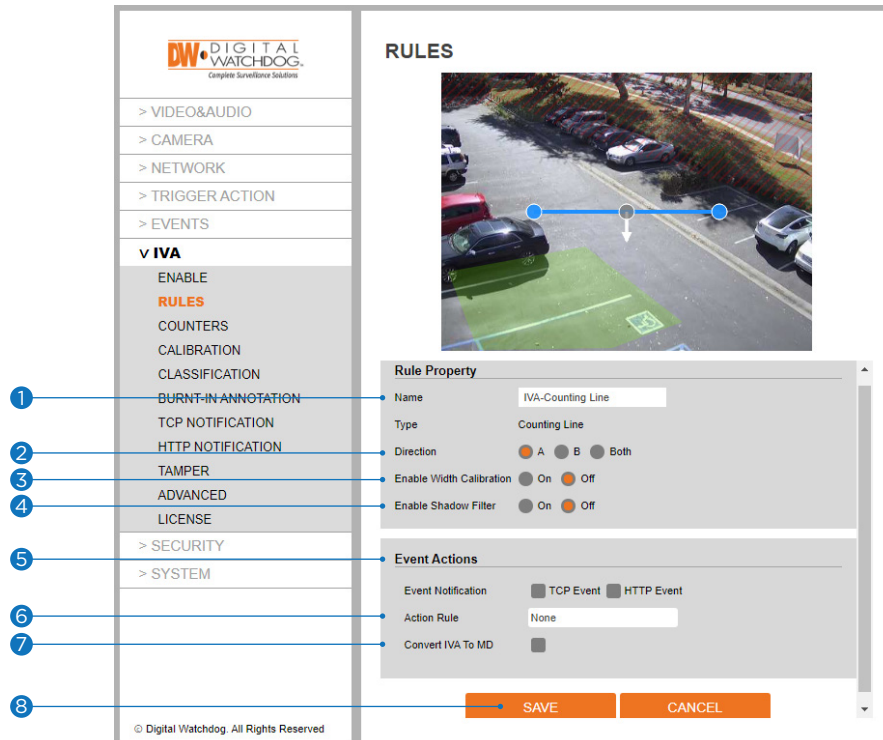 DW DIGITAL
WATCHDOG®
Complete Surveillance Solutions
> VIDEO&AUDIO
> CAMERA
> NETWORK
> TRIGGER ACTION
> EVENTS
v IVA
ENABLE
RULES
COUNTERS
CALIBRATION
CLASSIFICATION
BURNT-IN ANNOTATION
TCP NOTIFICATION
HTTP NOTIFICATION
TAMPER
ADVANCED
LICENSE
> SECURITY
> SYSTEM
© Digital Watchdog. All Rights Reserved
RULES
Rule Property
1 Name IVA-Counting Line
Type Counting Line
2 Direction A B Both
3 Enable Width Calibration On Off
4 Enable Shadow Filter On Off
5 Event Actions
Event Notification TCP Event HTTP Event
6 Action Rule None
7 Convert IVA To MD
8 SAVE CANCEL